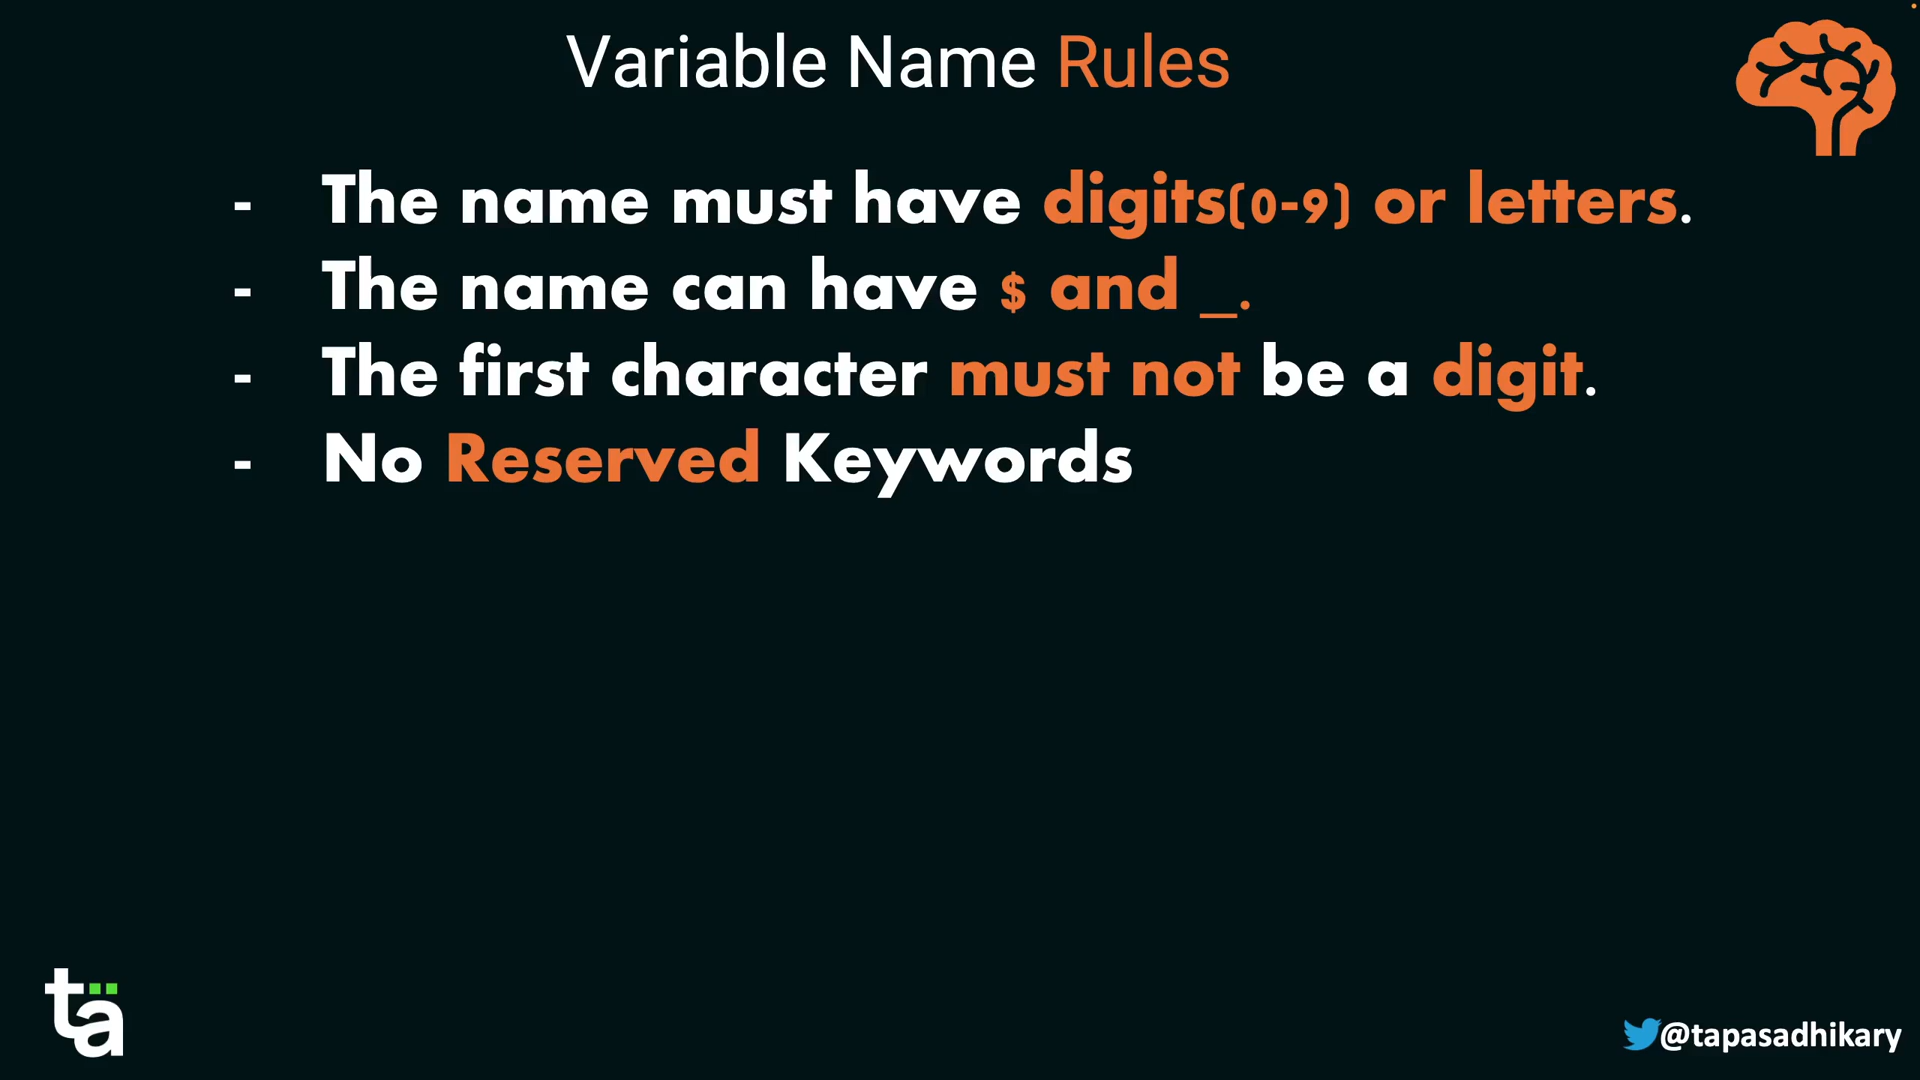 Variable Name Rules
- The name must have digits(0-9) or letters.
- The name can have $ and _.
- The first character must not be a digit.
- No Reserved Keywords
ta
@tapasadhikary